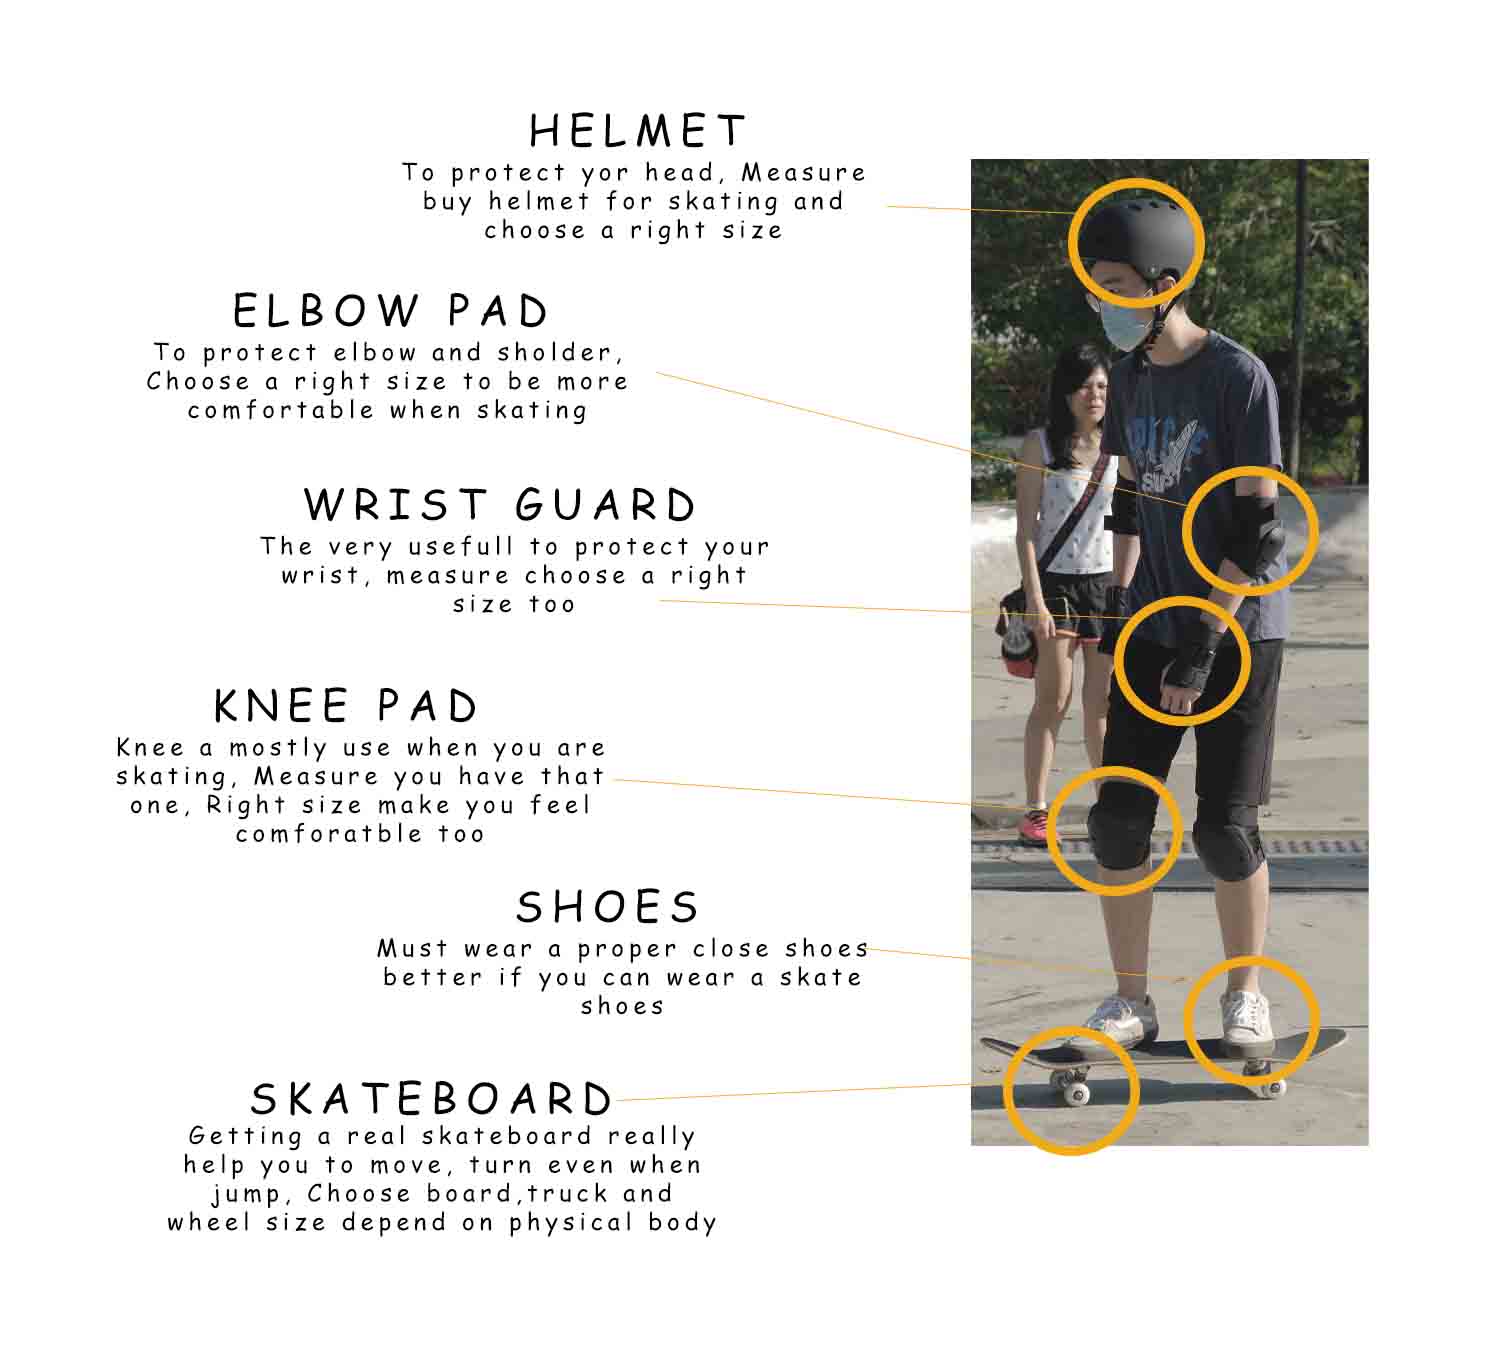 HELMET
To protect yor head, Measure
buy helmet for skating and
choose a right size
ELBOW PAD
To protect elbow and sholder,
Choose a right size to be more
comfortable when skating
WRIST GUARD
The very usefull to protect your
wrist, measure choose a right
size too
KNEE PAD
Knee a mostly use when you are
skating, Measure you have that
one, Right size make you feel
comforatble too
SHOES
Must wear a proper close shoes
better if you can wear a skate
shoes
SKATEBOARD
Getting a real skateboard really
help you to move, turn even when
jump, Choose board,truck and
wheel size depend on physical body